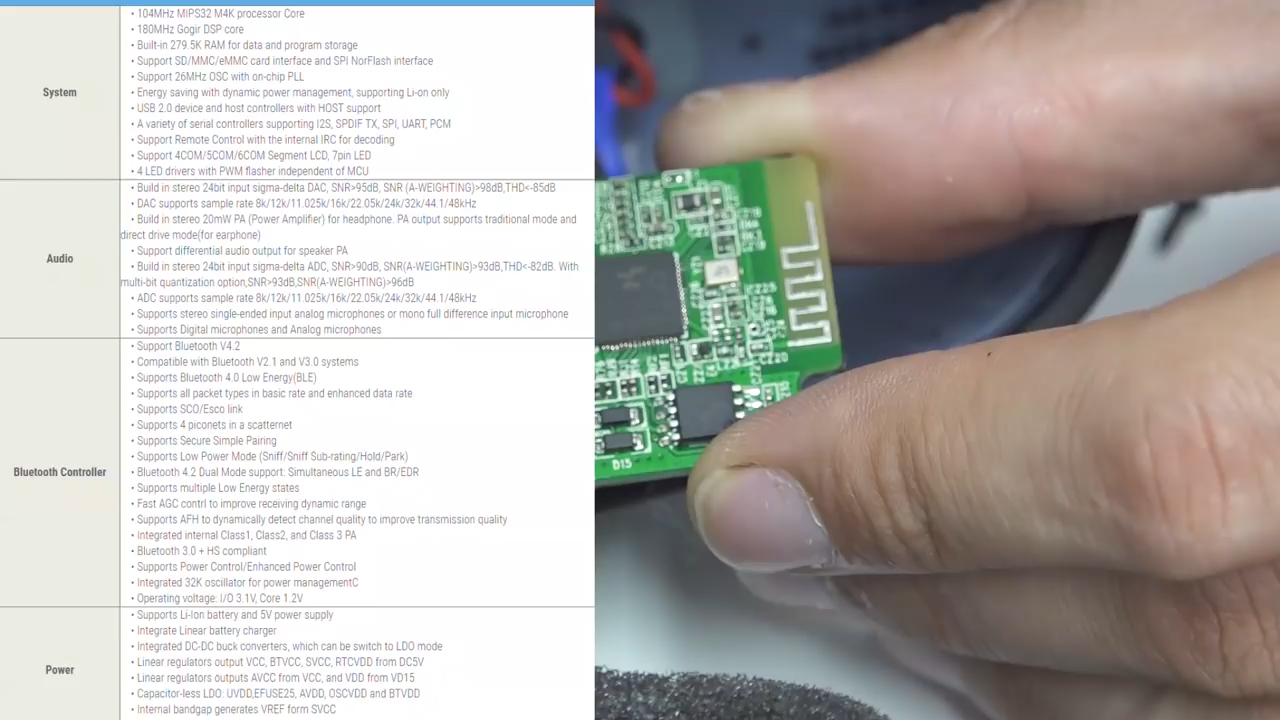 System
• 104MHz MIPS32 M4K processor Core
• 180MHz Gogir DSP core
• Built-in 279.5K RAM for data and program storage
• Support SD/MMC/eMMC card interface and SPI NorFlash interface
• Support 26MHz OSC with on-chip PLL
• Energy saving with dynamic power management, supporting Li-on only
• USB 2.0 device and host controllers with HOST support
• A variety of serial controllers supporting I2S, SPDIF TX, SPI, UART, PCM
• Support Remote Control with the internal IRC for decoding
• Support 4COM/5COM/6COM Segment LCD, 7pin LED
• 4 LED drivers with PWM flasher independent of MCU
Audio
• Build in stereo 24bit input sigma-delta DAC, SNR>95dB, SNR (A-WEIGHTING)>98dB,THD<-85dB
• DAC supports sample rate 8k/12k/11.025k/16k/22.05k/24k/32k/44.1/48kHz
• Build in stereo 20mW PA (Power Amplifier) for headphone. PA output supports traditional mode and
direct drive mode(for earphone)
• Support differential audio output for speaker PA
• Build in stereo 24bit input sigma-delta ADC, SNR>90dB, SNR(A-WEIGHTING)>93dB,THD<-82dB. With
multi-bit quantization option,SNR>93dB,SNR(A-WEIGHTING)>96dB
• ADC supports sample rate 8k/12k/11.025k/16k/22.05k/24k/32k/44.1/48kHz
• Supports stereo single-ended input analog microphones or mono full difference input microphone
• Supports Digital microphones and Analog microphones
Bluetooth Controller
• Support Bluetooth V4.2
• Compatible with Bluetooth V2.1 and V3.0 systems
• Supports Bluetooth 4.0 Low Energy(BLE)
• Supports all packet types in basic rate and enhanced data rate
• Supports SCO/Esco link
• Supports 4 piconets in a scatternet
• Supports Secure Simple Pairing
• Supports Low Power Mode (Sniff/Sniff Sub-rating/Hold/Park)
• Bluetooth 4.2 Dual Mode support: Simultaneous LE and BR/EDR
• Supports multiple Low Energy states
• Fast AGC contrl to improve receiving dynamic range
• Supports AFH to dynamically detect channel quality to improve transmission quality
• Integrated internal Class1, Class2, and Class 3 PA
• Bluetooth 3.0 + HS compliant
• Supports Power Control/Enhanced Power Control
• Integrated 32K oscillator for power managementC
• Operating voltage: I/O 3.1V, Core 1.2V
Power
• Supports Li-Ion battery and 5V power supply
• Integrate Linear battery charger
• Integrated DC-DC buck converters, which can be switch to LDO mode
• Linear regulators output VCC, BTVCC, SVCC, RTCVDD from DC5V
• Linear regulators outputs AVCC from VCC, and VDD from VD15
• Capacitor-less LDO: UVDD,EFUSE25, AVDD, OSCVDD and BTVDD
• Internal bandgap generates VREF form SVCC
CZ23
CZ20
D15